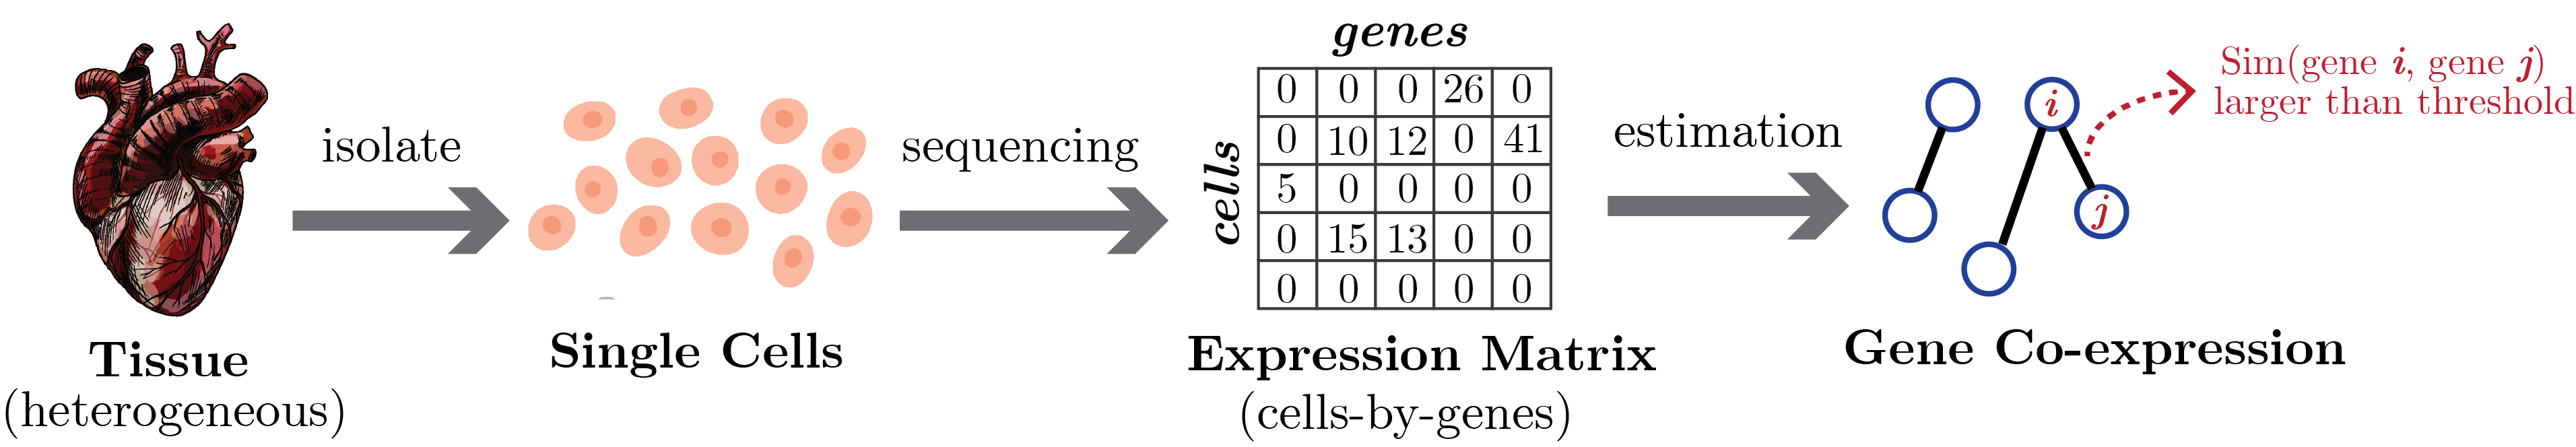 isolate
Tissue
(heterogeneous)
Single Cells
sequencing
genes
cells
0 0 0 26 0
0 10 12 0 41
5 0 0 0 0
0 15 13 0 0
0 0 0 0 0
Expression Matrix
(cells-by-genes)
estimation
i
j
Sim(gene i, gene j)
larger than threshold
Gene Co-expression